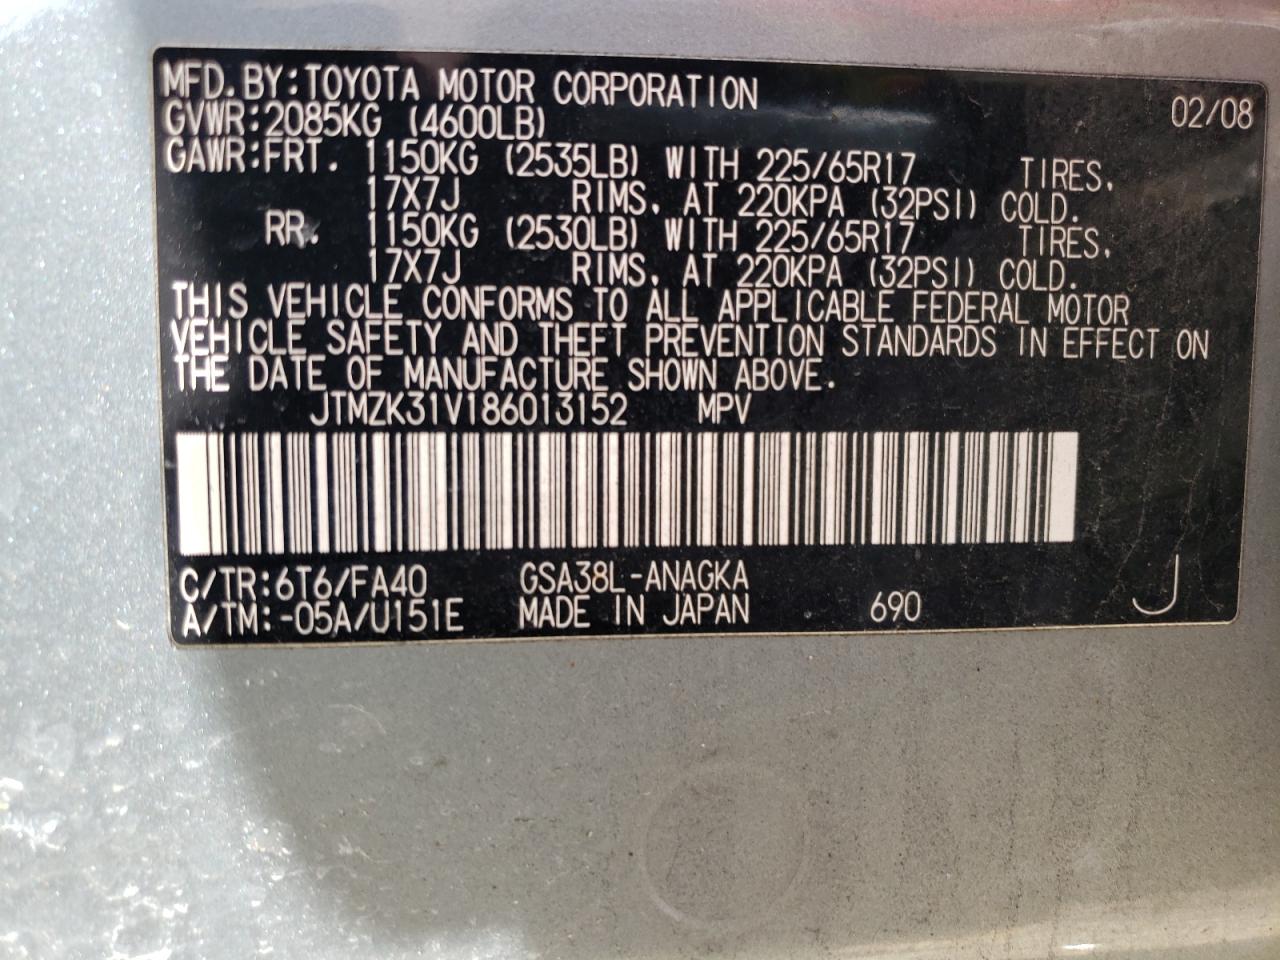 MFD.BY:TOYOTA MOTOR CORPORATION 02/08
GVWR:2085KG (4600LB)
GAWR:FRT. 1150KG (2535LB) WITH 225/65R17 TIRES,
17X7J RIMS, AT 220KPA (32PSI) COLD.
RR. 1150KG (2530LB) WITH 225/65R17 TIRES,
17X7J RIMS, AT 220KPA (32PSI) COLD.
THIS VEHICLE CONFORMS TO ALL APPLICABLE FEDERAL MOTOR
VEHICLE SAFETY AND THEFT PREVENTION STANDARDS IN EFFECT ON
THE DATE OF MANUFACTURE SHOWN ABOVE.
JTMZK31V186013152 MPV
C/TR:6T6/FA40 GSA38L-ANAGKA
A/TM:-05A/U151E MADE IN JAPAN 690 J